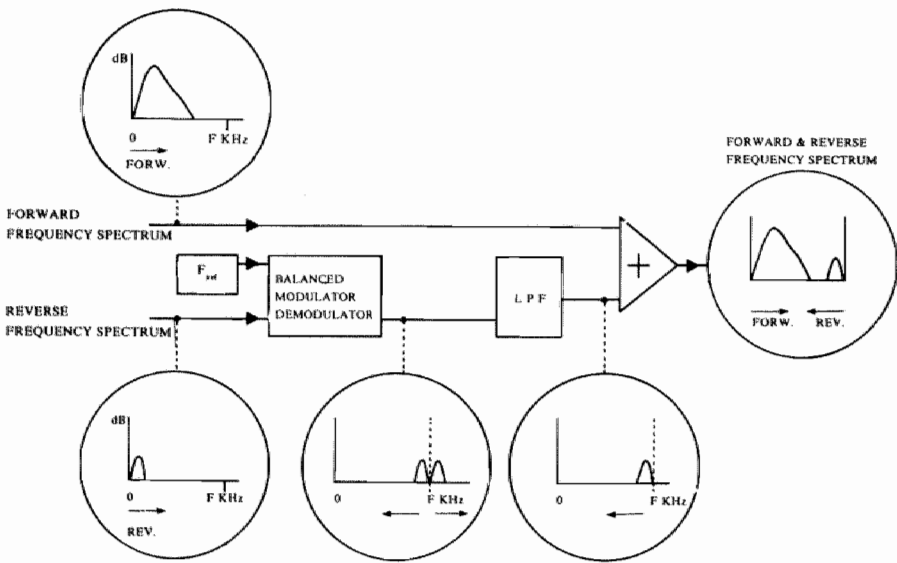 dB
0
F KHz
FORW.
FORWARD & REVERSE
FREQUENCY SPECTRUM
FORW.
REV.
FORWARD
FREQUENCY SPECTRUM
+
BALANCED
MODULATOR
DEMODULATOR
L P F
REVERSE
FREQUENCY SPECTRUM
dB
0
F KHz
REV.
0
F KHz
0
F KHz